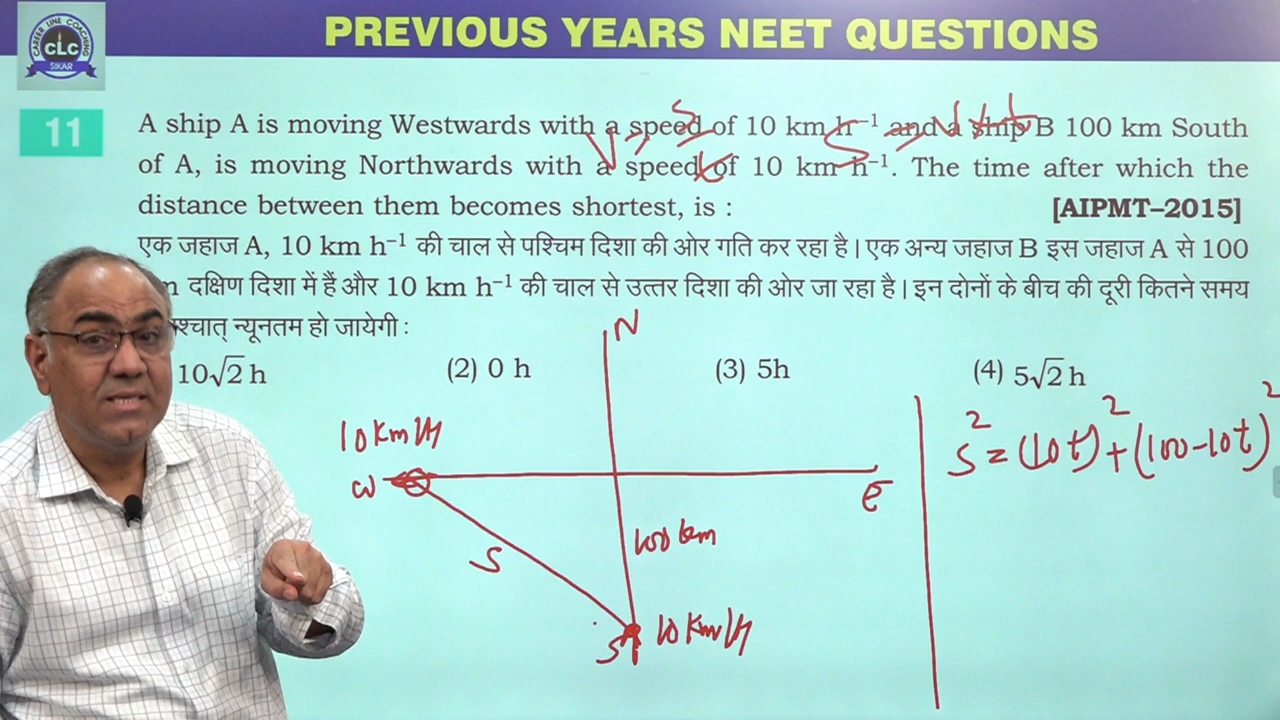 CAREER LINE COACHING
CLC
SIKAR
PREVIOUS YEARS NEET QUESTIONS
11
A ship A is moving Westwards with a speed of 10 km h⁻¹ and a ship B 100 km South
of A, is moving Northwards with a speed of 10 km h⁻¹. The time after which the
distance between them becomes shortest, is : [AIPMT–2015]
एक जहाज A, 10 km h⁻¹ की चाल से पश्चिम दिशा की ओर गति कर रहा है। एक अन्य जहाज B इस जहाज A से 100
दक्षिण दिशा में हैं और 10 km h⁻¹ की चाल से उत्तर दिशा की ओर जा रहा है। इन दोनों के बीच की दूरी कितने समय
पश्चात् न्यूनतम हो जायेगी :
10√2 h (2) 0 h (3) 5h (4) 5√2 h
N
10 Km/H
W
E
S² = (10t)² + (100-10t)²
100 km
S
S
10 Km/H